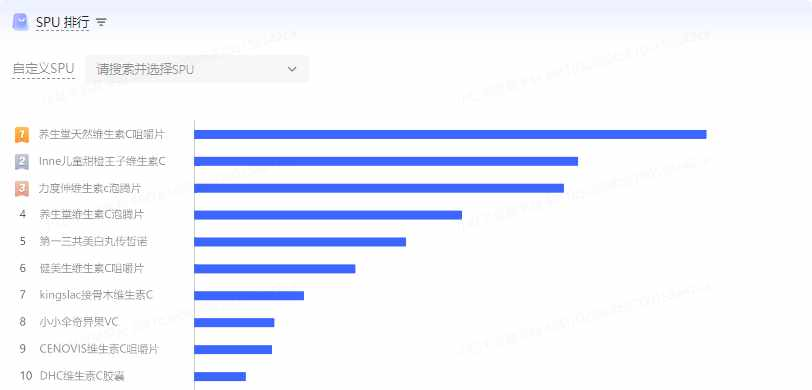 SPU 排行
自定义SPU 请搜索并选择SPU
1 养生堂天然维生素C咀嚼片
2 Inne儿童甜橙王子维生素C
3 力度伸维生素c泡腾片
4 养生堂维生素C泡腾片
5 第一三共美白丸传皙诺
6 健美生维生素C咀嚼片
7 kingslac接骨木维生素C
8 小小伞奇异果VC
9 CENOVIS维生素C咀嚼片
10 DHC维生素C胶囊